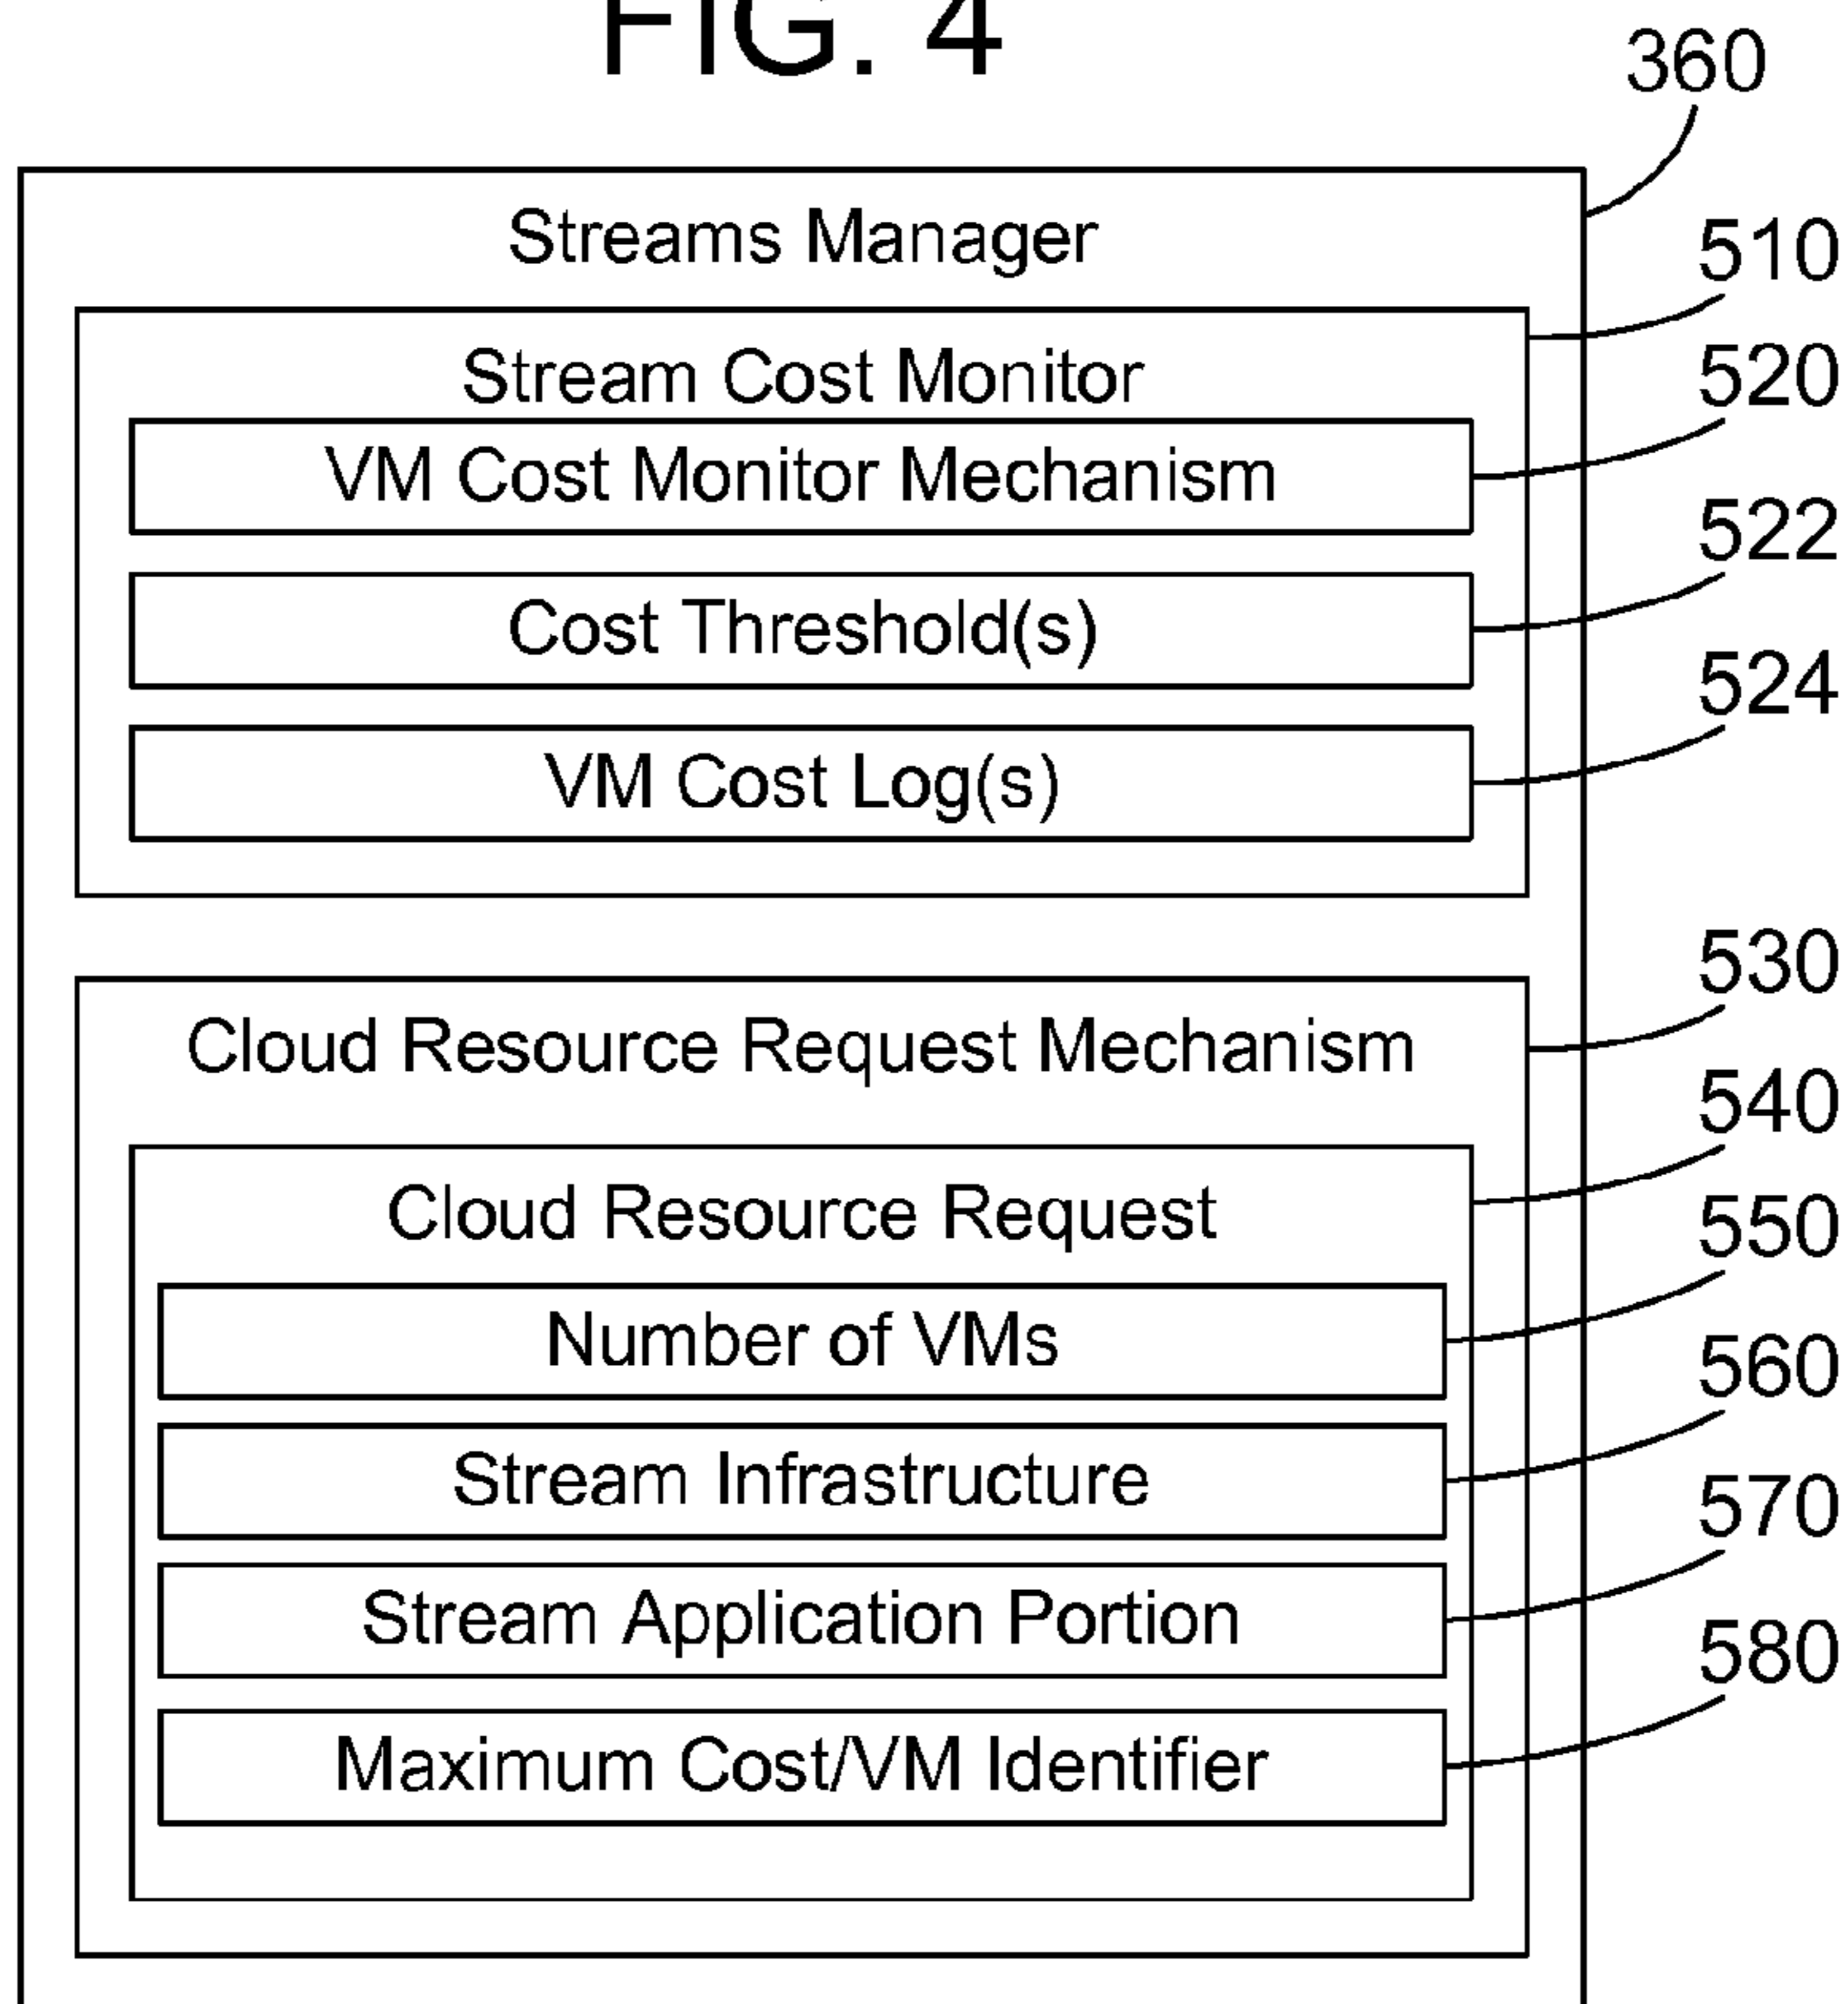 FIG. 4
360
Streams Manager
510
Stream Cost Monitor
520
VM Cost Monitor Mechanism
522
Cost Threshold(s)
524
VM Cost Log(s)
530
Cloud Resource Request Mechanism
540
Cloud Resource Request
550
Number of VMs
560
Stream Infrastructure
570
Stream Application Portion
580
Maximum Cost/VM Identifier